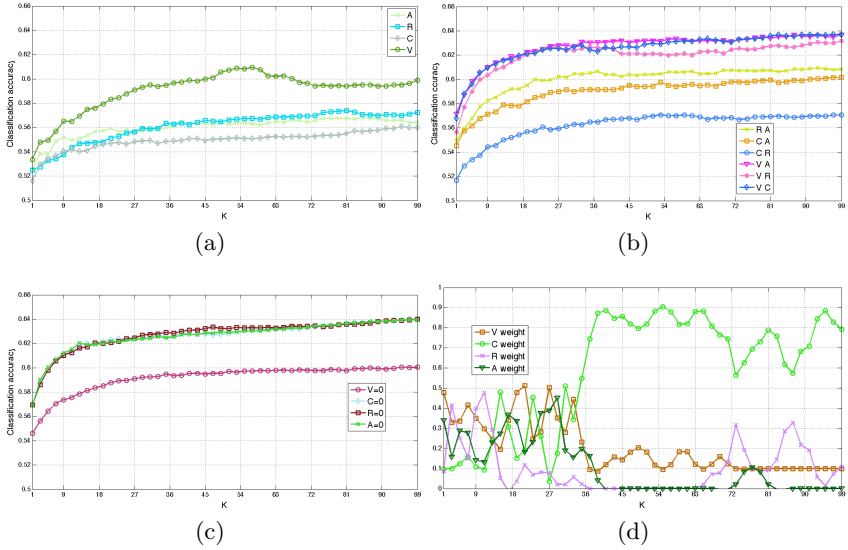 0.66
0.64
0.62
0.6
0.58
0.56
0.54
0.52
0.5
Classification accuracy
1 9 18 27 36 45 54 63 72 81 90 99
K
A
R
C
V
(a)
0.66
0.64
0.62
0.6
0.58
0.56
0.54
0.52
0.5
Classification accuracy
1 9 18 27 36 45 54 63 72 81 90 99
K
R A
C A
C R
V A
V R
V C
(b)
0.66
0.64
0.62
0.6
0.58
0.56
0.54
0.52
0.5
Classification accuracy
1 9 18 27 36 45 54 63 72 81 90 99
K
V=0
C=0
R=0
A=0
(c)
1
0.9
0.8
0.7
0.6
0.5
0.4
0.3
0.2
0.1
0
1 9 18 27 36 45 54 63 72 81 90 99
K
V weight
C weight
R weight
A weight
(d)